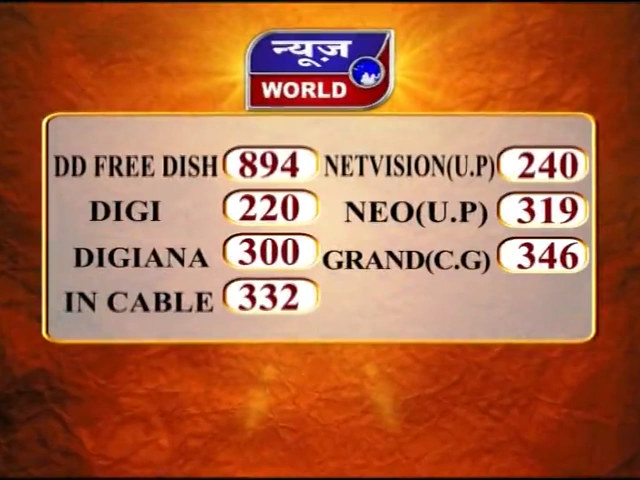 न्यूज़
WORLD
DD FREE DISH 894 NETVISION(U.P) 240
DIGI 220 NEO(U.P) 319
DIGIANA 300 GRAND(C.G) 346
IN CABLE 332